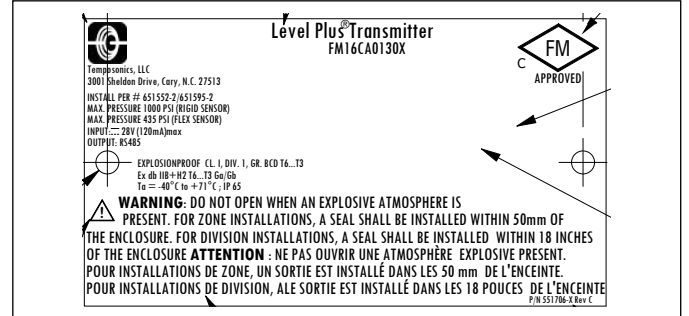 Level Plus®Transmitter
FM16CA0130X
FM
C
APPROVED
Temposonics, LLC
3001 Sheldon Drive, Cary, N.C. 27513
INSTALL PER # 651552-2/651595-2
MAX. PRESSURE 1000 PSI (RIGID SENSOR)
MAX. PRESSURE 435 PSI (FLEX SENSOR)
INPUT:⎓ 28V (120mA)max
OUTPUT: RS485
EXPLOSIONPROOF CL. I, DIV. 1, GR. BCD T6...T3
Ex db IIB+H2 T6...T3 Ga/Gb
Ta = -40°C to +71°C ; IP 65
WARNING: DO NOT OPEN WHEN AN EXPLOSIVE ATMOSPHERE IS
PRESENT. FOR ZONE INSTALLATIONS, A SEAL SHALL BE INSTALLED WITHIN 50mm OF
THE ENCLOSURE. FOR DIVISION INSTALLATIONS, A SEAL SHALL BE INSTALLED WITHIN 18 INCHES
OF THE ENCLOSURE ATTENTION : NE PAS OUVRIR UNE ATMOSPHÈRE EXPLOSIVE PRESENT.
POUR INSTALLATIONS DE ZONE, UN SORTIE EST INSTALLÉ DANS LES 50 mm DE L'ENCEINTE.
POUR INSTALLATIONS DE DIVISION, ALE SORTIE EST INSTALLÉ DANS LES 18 POUCES DE L'ENCEINTE
P/N 551706-X Rev C